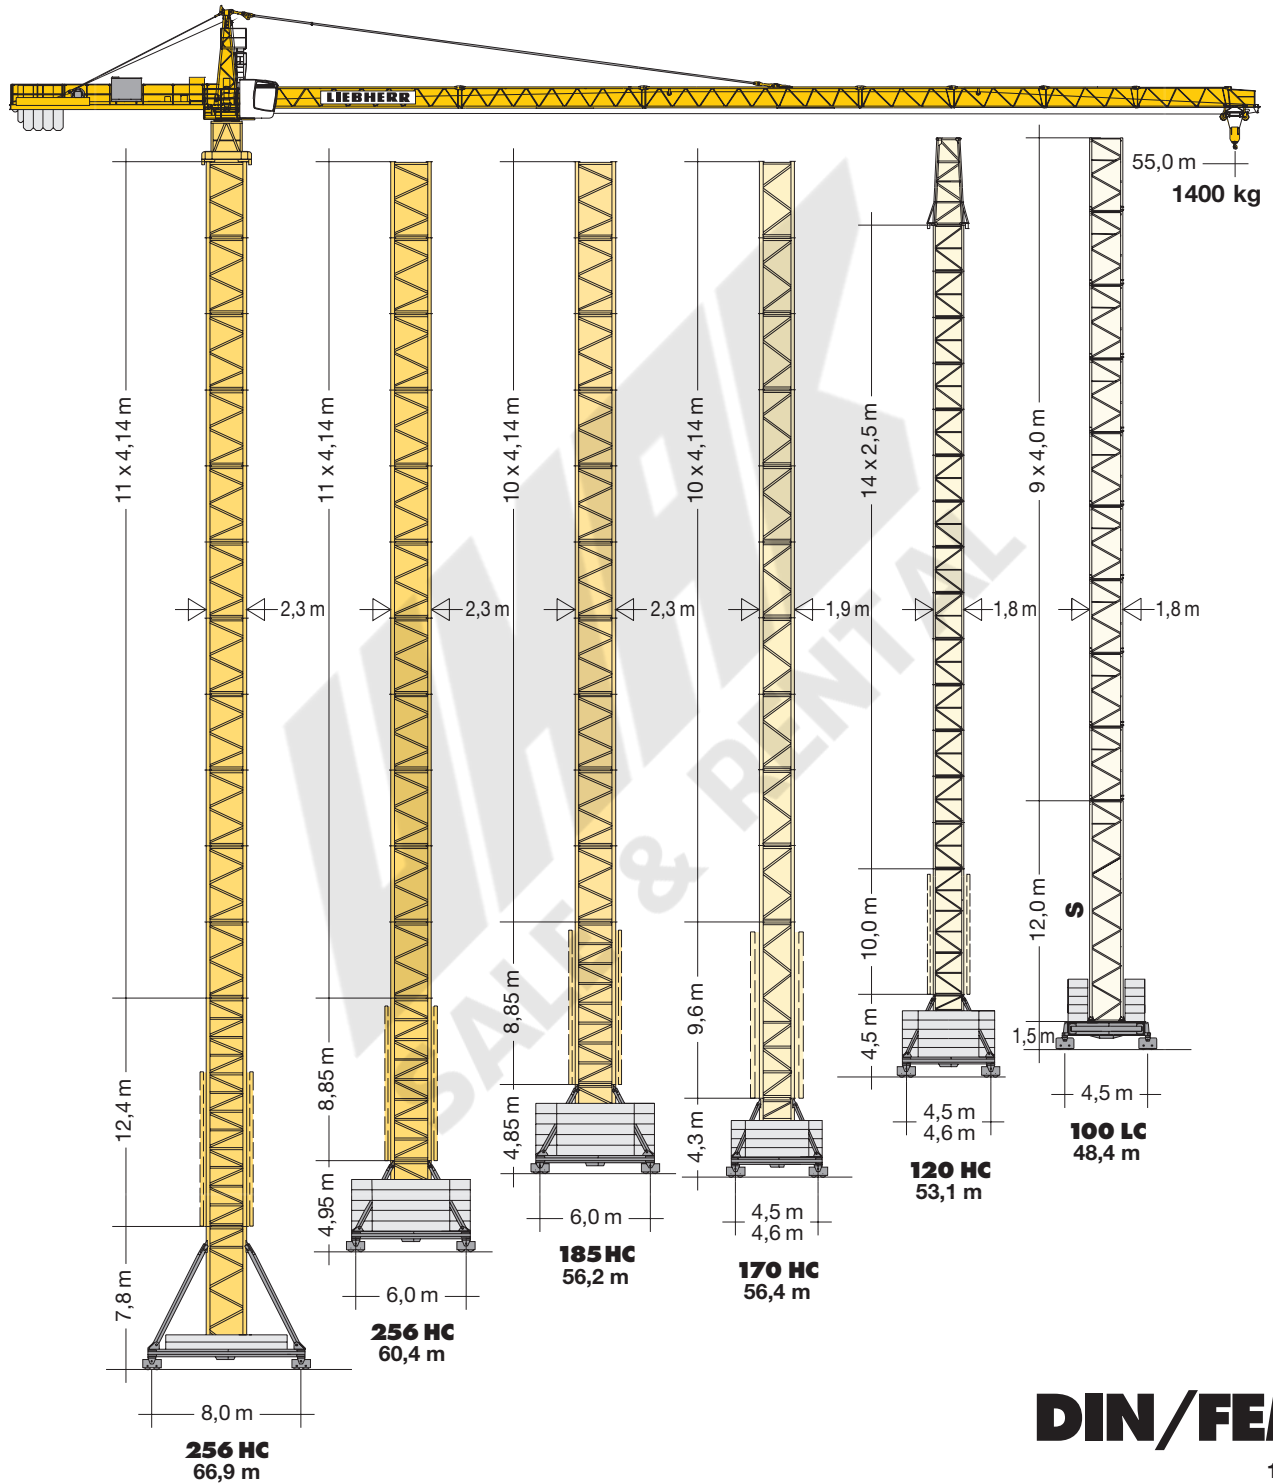 LIEBHERR
55,0 m
1400 kg
11 x 4,14 m
2,3 m
12,4 m
7,8 m
8,0 m
256 HC
66,9 m
11 x 4,14 m
2,3 m
8,85 m
4,95 m
6,0 m
256 HC
60,4 m
10 x 4,14 m
2,3 m
8,85 m
4,85 m
6,0 m
185 HC
56,2 m
10 x 4,14 m
1,9 m
9,6 m
4,3 m
4,5 m
4,6 m
170 HC
56,4 m
14 x 2,5 m
1,8 m
10,0 m
4,5 m
4,5 m
4,6 m
120 HC
53,1 m
9 x 4,0 m
1,8 m
12,0 m
S
1,5 m
4,5 m
100 LC
48,4 m
SALE & RENTAL
DIN/FE